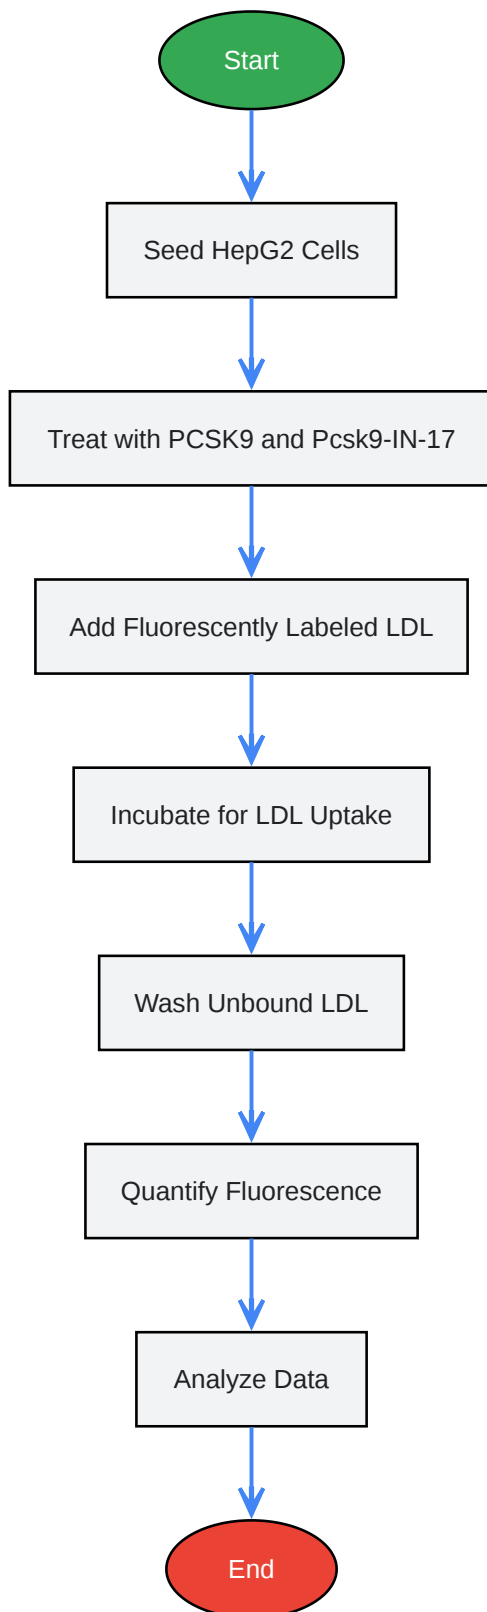 Start
Seed HepG2 Cells
Treat with PCSK9 and Pcsk9-IN-17
Add Fluorescently Labeled LDL
Incubate for LDL Uptake
Wash Unbound LDL
Quantify Fluorescence
Analyze Data
End